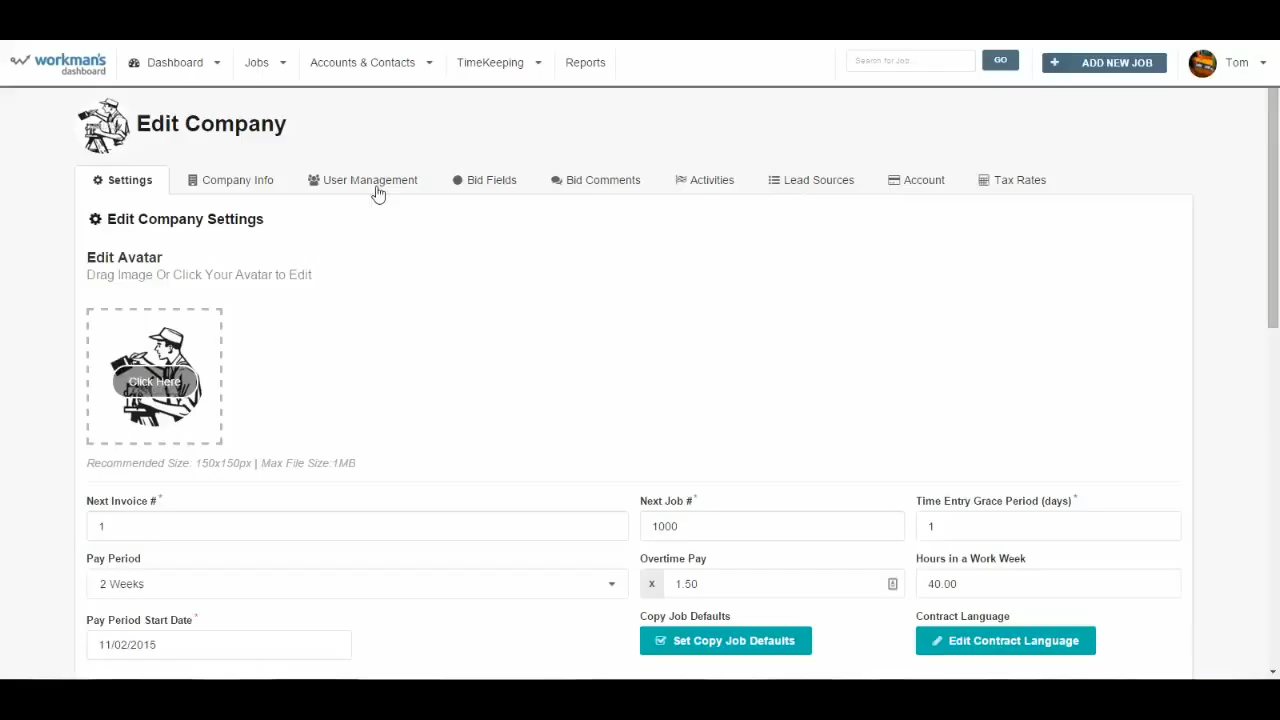 workman's
dashboard
Dashboard
Jobs
Accounts & Contacts
TimeKeeping
Reports
Search for Job...
GO
+ ADD NEW JOB
Tom
Edit Company
Settings
Company Info
User Management
Bid Fields
Bid Comments
Activities
Lead Sources
Account
Tax Rates
Edit Company Settings
Edit Avatar
Drag Image Or Click Your Avatar to Edit
Click Here
Recommended Size: 150x150px | Max File Size:1MB
Next Invoice #*
Next Job #*
Time Entry Grace Period (days)*
1
1000
1
Pay Period
Overtime Pay
Hours in a Work Week
2 Weeks
x 1.50
40.00
Pay Period Start Date*
Copy Job Defaults
Contract Language
11/02/2015
Set Copy Job Defaults
Edit Contract Language